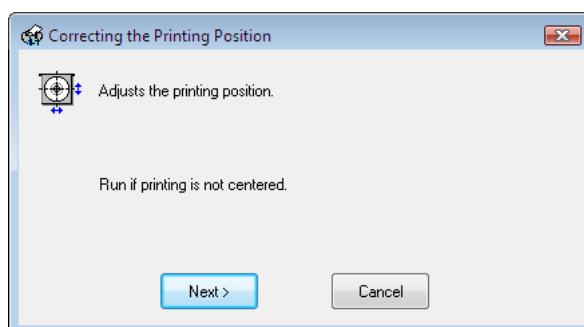 Correcting the Printing Position
Adjusts the printing position.
Run if printing is not centered.
Next >
Cancel